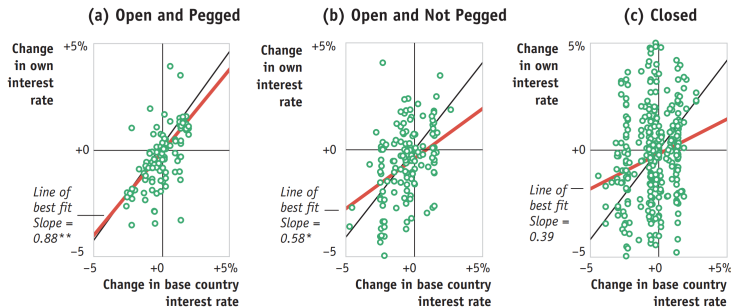 (a) Open and Pegged
Change
in own
interest
rate
+5%
+0
−5
Line of
best fit
Slope =
0.88**
−5
+0
+5%
Change in base country
interest rate
(b) Open and Not Pegged
Change
in own
interest
rate
+5%
+0
−5
Line of
best fit
Slope =
0.58*
−5
+0
+5%
Change in base country
interest rate
(c) Closed
Change
in own
interest
rate
5%
+0
−5
Line of
best fit
Slope =
0.39
−5
+0
+5%
Change in base country
interest rate